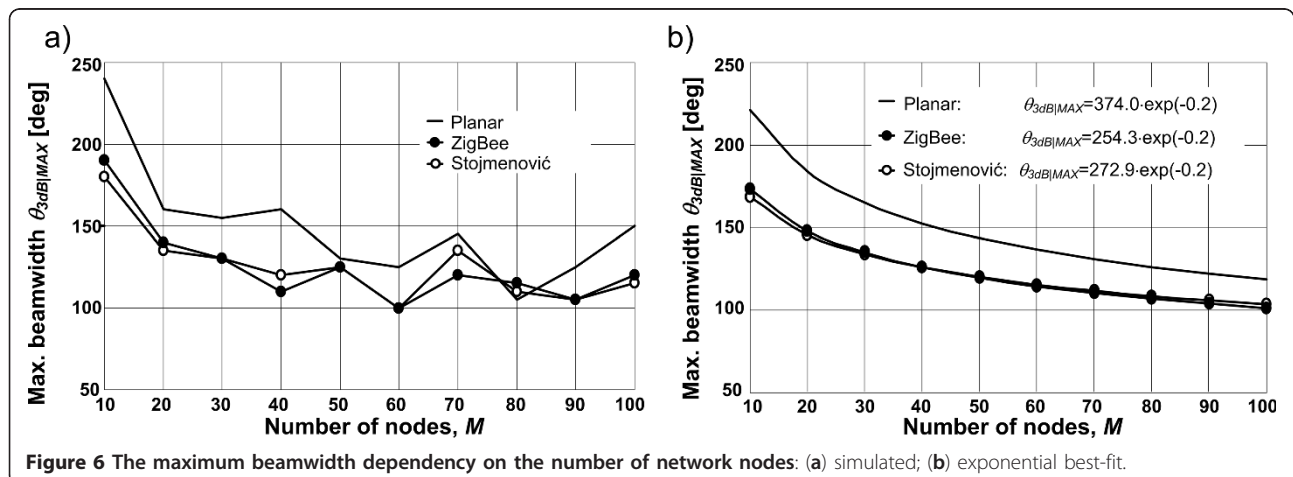 a)
Max. beamwidth θ3dB|MAX [deg]
250
200
150
100
50
Planar
ZigBee
Stojmenović
10 20 30 40 50 60 70 80 90 100
Number of nodes, M
b)
Max. beamwidth θ3dB|MAX [deg]
250
200
150
100
50
Planar: θ3dB|MAX=374.0·exp(-0.2)
ZigBee: θ3dB|MAX=254.3·exp(-0.2)
Stojmenović: θ3dB|MAX=272.9·exp(-0.2)
10 20 30 40 50 60 70 80 90 100
Number of nodes, M
Figure 6 The maximum beamwidth dependency on the number of network nodes: (a) simulated; (b) exponential best-fit.